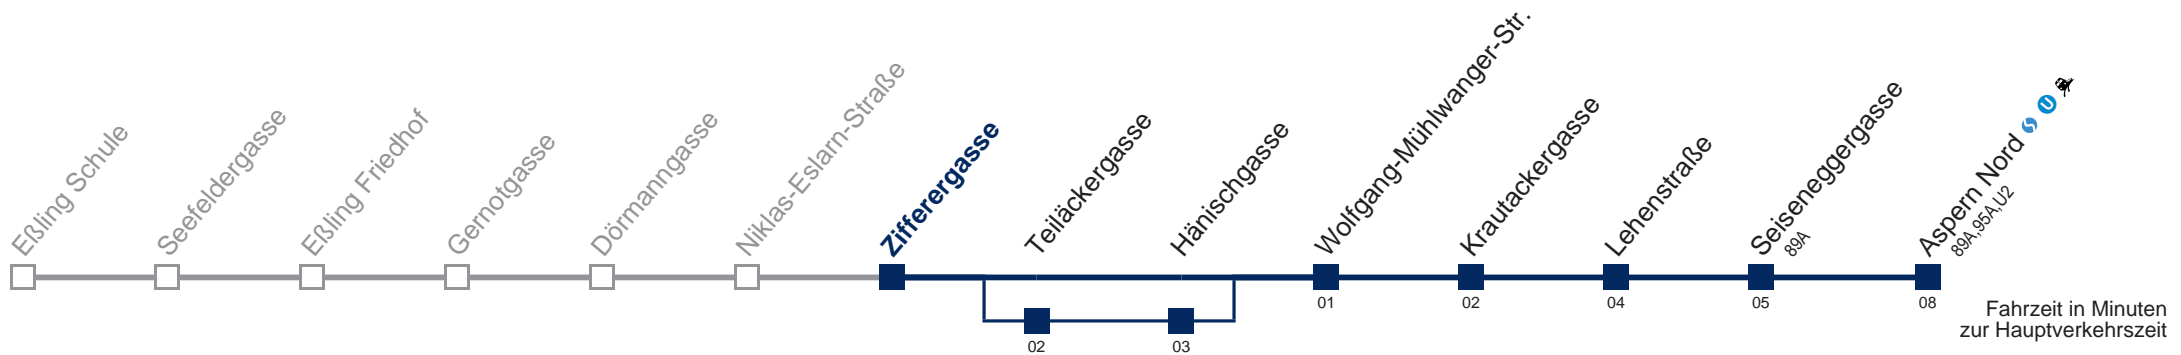 Eßling Schule
Seefeldergasse
Eßling Friedhof
Gernotgasse
Dörmanngasse
Niklas-Eslarn-Straße
Zifferergasse
Teiläckergasse
Hänischgasse
Wolfgang-Mühlwanger-Str.
Krautackergasse
Lehenstraße
Seiseneggergasse
89A
Aspern Nord S U
89A,95A,U2
01
02
04
05
08
02
03
Fahrzeit in Minuten
zur Hauptverkehrszeit